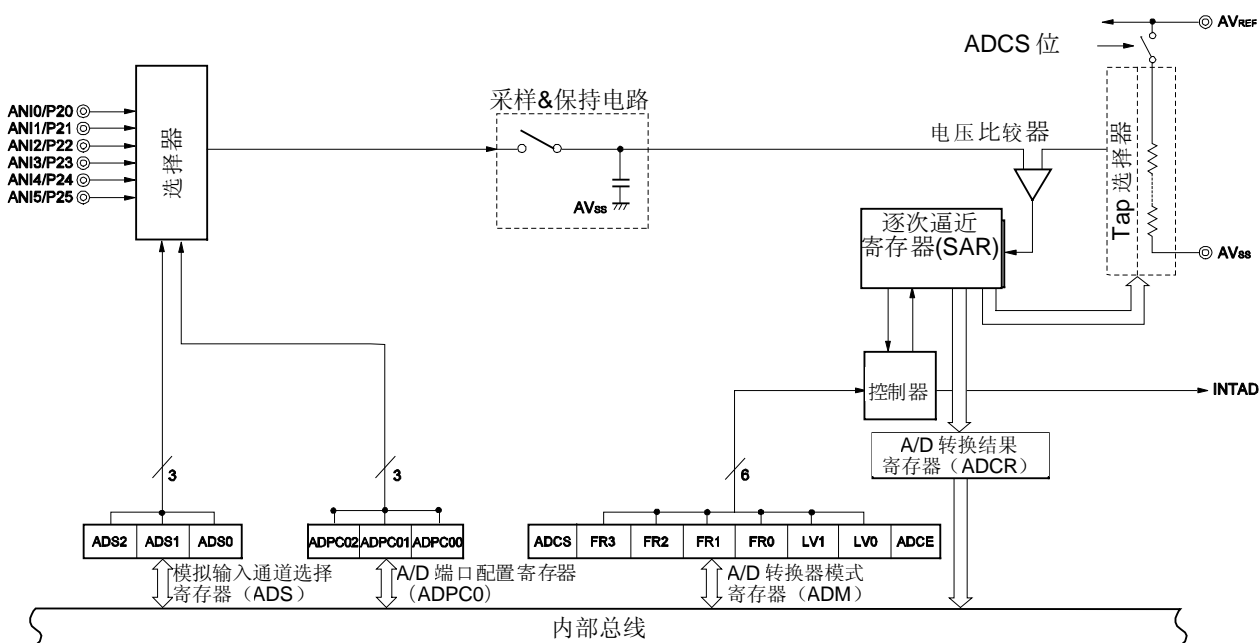 AVREF
ADCS 位
ANI0/P20
ANI1/P21
ANI2/P22
ANI3/P23
ANI4/P24
ANI5/P25
选择器
采样&保持电路
AVss
电压比较器
Tap 选择器
AVss
逐次逼近
寄存器(SAR)
控制器
INTAD
A/D 转换结果
寄存器（ADCR）
3
3
6
ADS2 ADS1 ADS0
ADPC02 ADPC01 ADPC00
ADCS FR3 FR2 FR1 FR0 LV1 LV0 ADCE
模拟输入通道选择
寄存器（ADS）
A/D 端口配置寄存器
（ADPC0）
A/D 转换器模式
寄存器（ADM）
内部总线